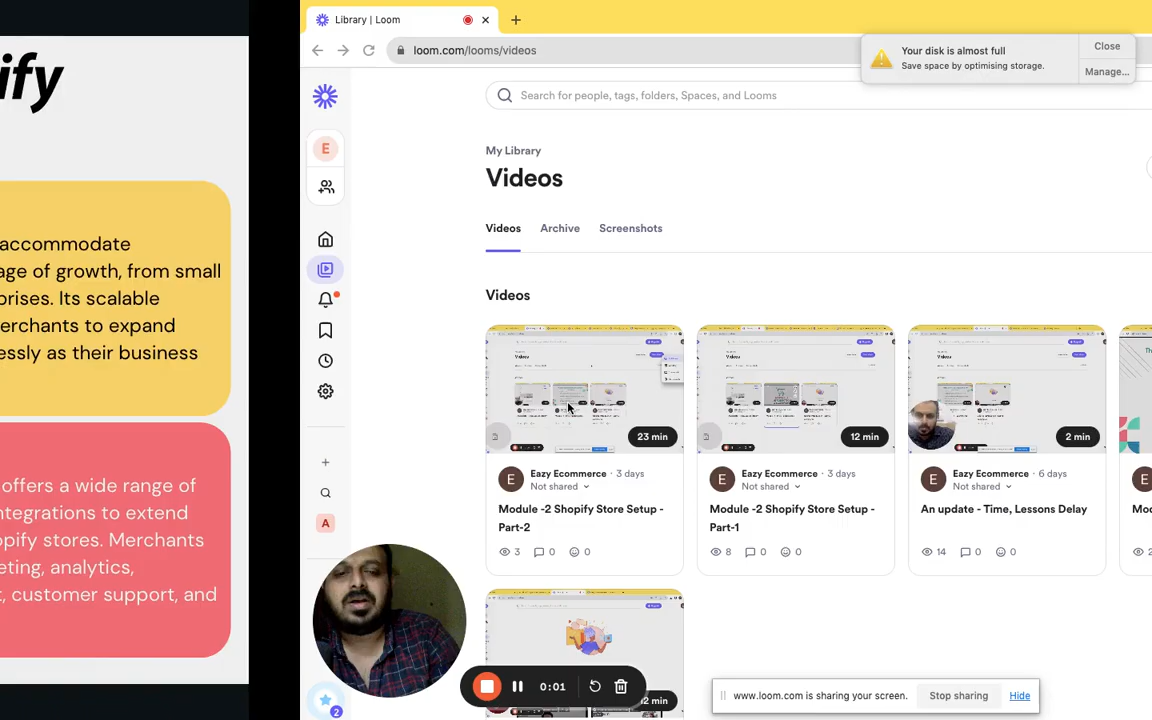 ify
accommodate
age of growth, from small
prises. Its scalable
erchants to expand
essly as their business
offers a wide range of
ntegrations to extend
opify stores. Merchants
eting, analytics,
t, customer support, and
Library | Loom
loom.com/looms/videos
Your disk is almost full
Save space by optimising storage.
Close
Manage...
Search for people, tags, folders, Spaces, and Looms
E
My Library
Videos
Videos
Archive
Screenshots
Videos
23 min
12 min
2 min
E
Eazy Ecommerce · 3 days
Not shared
Module -2 Shopify Store Setup -
Part-2
3
0
0
E
Eazy Ecommerce · 3 days
Not shared
Module -2 Shopify Store Setup -
Part-1
8
0
0
E
Eazy Ecommerce · 6 days
Not shared
An update - Time, Lessons Delay
14
0
0
E
Mod
2
A
2 min
0:01
2
www.loom.com is sharing your screen.
Stop sharing
Hide